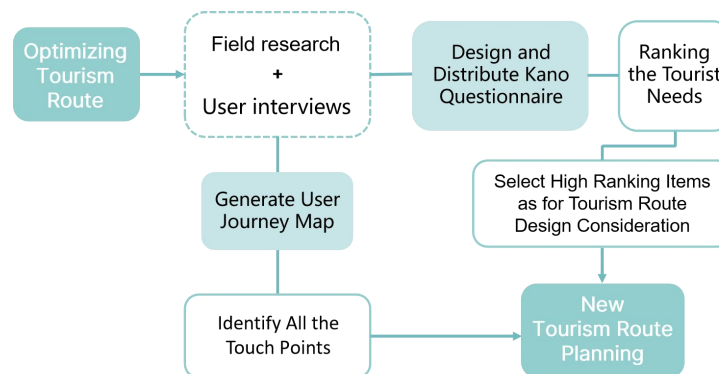 Optimizing
Tourism
Route
Field research
+
User interviews
Design and
Distribute Kano
Questionnaire
Ranking
the Tourist
Needs
Generate User
Journey Map
Select High Ranking Items
as for Tourism Route
Design Consideration
Identify All the
Touch Points
New
Tourism Route
Planning